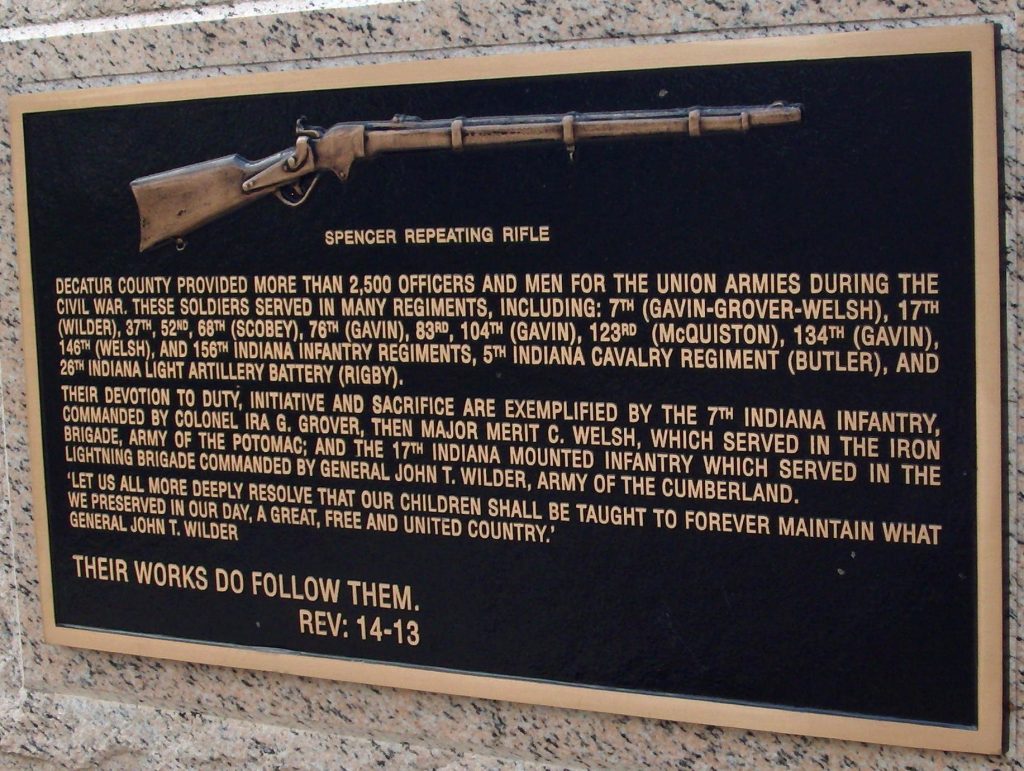 SPENCER REPEATING RIFLE
DECATUR COUNTY PROVIDED MORE THAN 2,500 OFFICERS AND MEN FOR THE UNION ARMIES DURING THE
CIVIL WAR. THESE SOLDIERS SERVED IN MANY REGIMENTS, INCLUDING: 7TH (GAVIN-GROVER-WELSH), 17TH
(WILDER), 37TH, 52ND, 68TH (SCOBEY), 76TH (GAVIN), 83RD, 104TH (GAVIN), 123RD (McQUISTON), 134TH (GAVIN),
146TH (WELSH), AND 156TH INDIANA INFANTRY REGIMENTS, 5TH INDIANA CAVALRY REGIMENT (BUTLER), AND
26TH INDIANA LIGHT ARTILLERY BATTERY (RIGBY).
THEIR DEVOTION TO DUTY, INITIATIVE AND SACRIFICE ARE EXEMPLIFIED BY THE 7TH INDIANA INFANTRY,
COMMANDED BY COLONEL IRA G. GROVER, THEN MAJOR MERIT C. WELSH, WHICH SERVED IN THE IRON
BRIGADE, ARMY OF THE POTOMAC; AND THE 17TH INDIANA MOUNTED INFANTRY WHICH SERVED IN THE
LIGHTNING BRIGADE COMMANDED BY GENERAL JOHN T. WILDER, ARMY OF THE CUMBERLAND.
'LET US ALL MORE DEEPLY RESOLVE THAT OUR CHILDREN SHALL BE TAUGHT TO FOREVER MAINTAIN WHAT
WE PRESERVED IN OUR DAY, A GREAT, FREE AND UNITED COUNTRY.'
GENERAL JOHN T. WILDER
THEIR WORKS DO FOLLOW THEM.
REV: 14-13